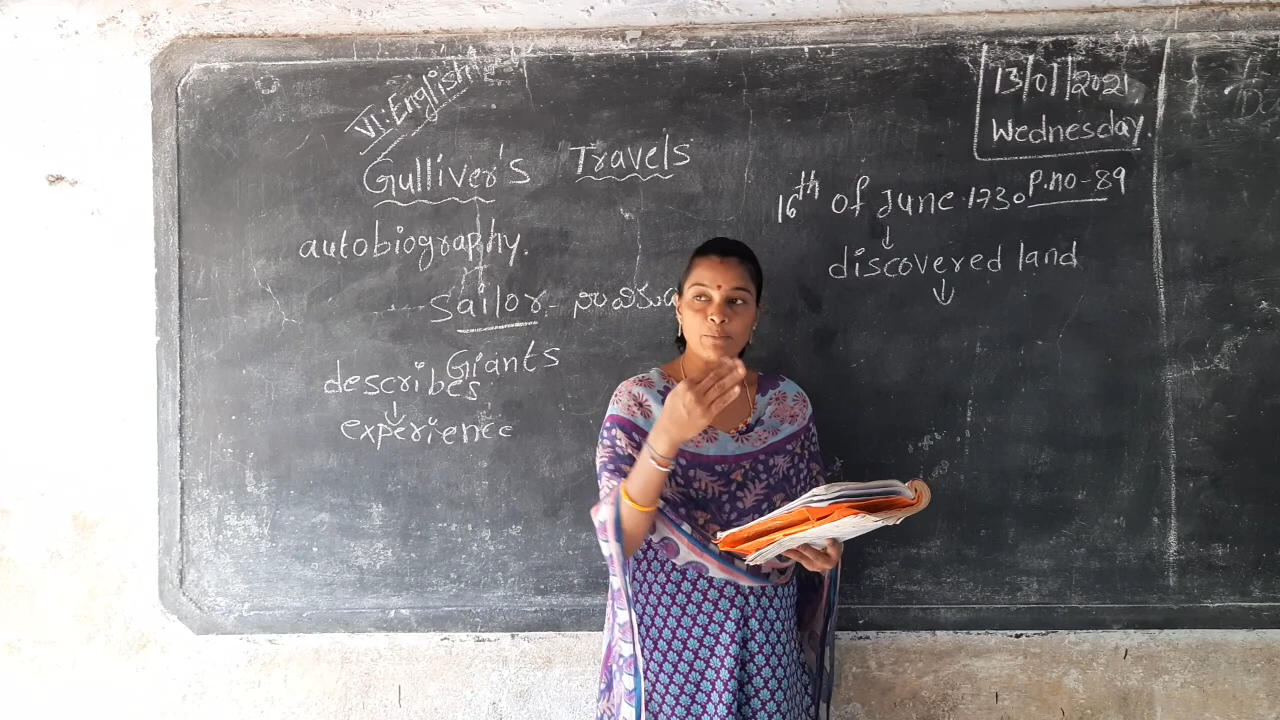 VI:English
Gulliver's Travels
autobiography.
Sailor -
Giants
describes
↓
experience
13/01/2021.
Wednesday.
P.no-89
16th of June 1730
↓
discovered land
↓